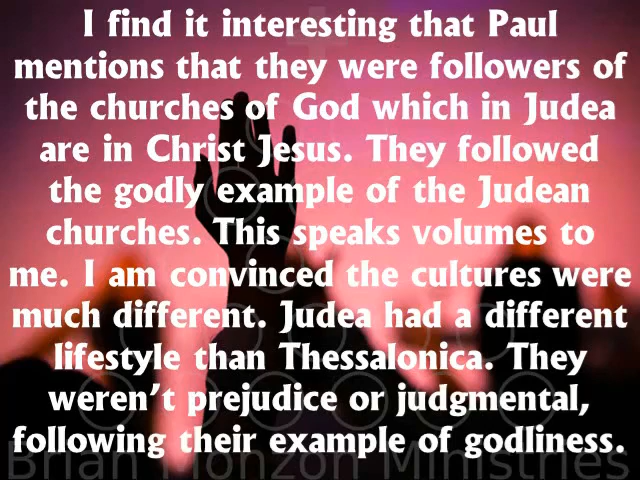 I find it interesting that Paul
mentions that they were followers of
the churches of God which in Judea
are in Christ Jesus. They followed
the godly example of the Judean
churches. This speaks volumes to
me. I am convinced the cultures were
much different. Judea had a different
lifestyle than Thessalonica. They
weren't prejudice or judgmental,
following their example of godliness.
Brian Monzon Ministries